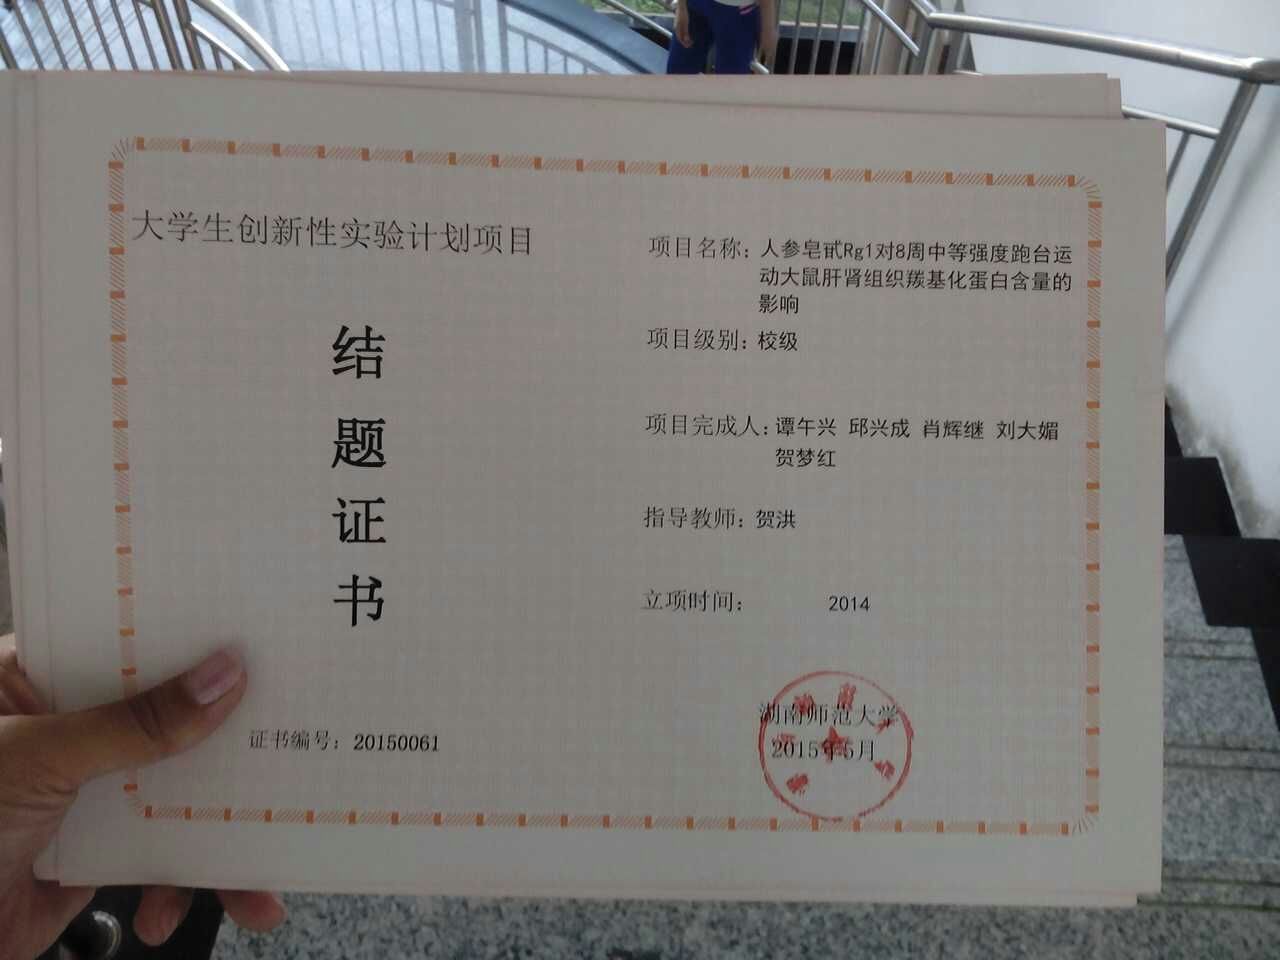 大学生创新性实验计划项目
结
题
证
书
证书编号：20150061
项目名称：人参皂甙Rg1对8周中等强度跑台运
动大鼠肝肾组织羰基化蛋白含量的
影响
项目级别：校级
项目完成人：谭午兴 邱兴成 肖辉继 刘大媚
贺梦红
指导教师：贺洪
立项时间： 2014
湖南师范大学
2015年5月